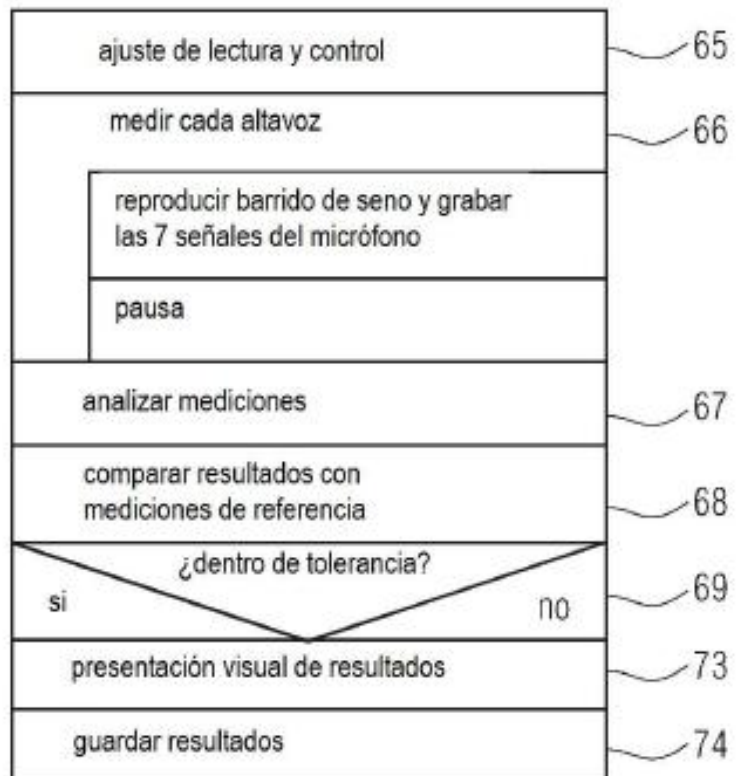 ajuste de lectura y control
65
medir cada altavoz
66
reproducir barrido de seno y grabar
las 7 señales del micrófono
pausa
analizar mediciones
67
comparar resultados con
mediciones de referencia
68
¿dentro de tolerancia?
si
no
69
presentación visual de resultados
73
guardar resultados
74